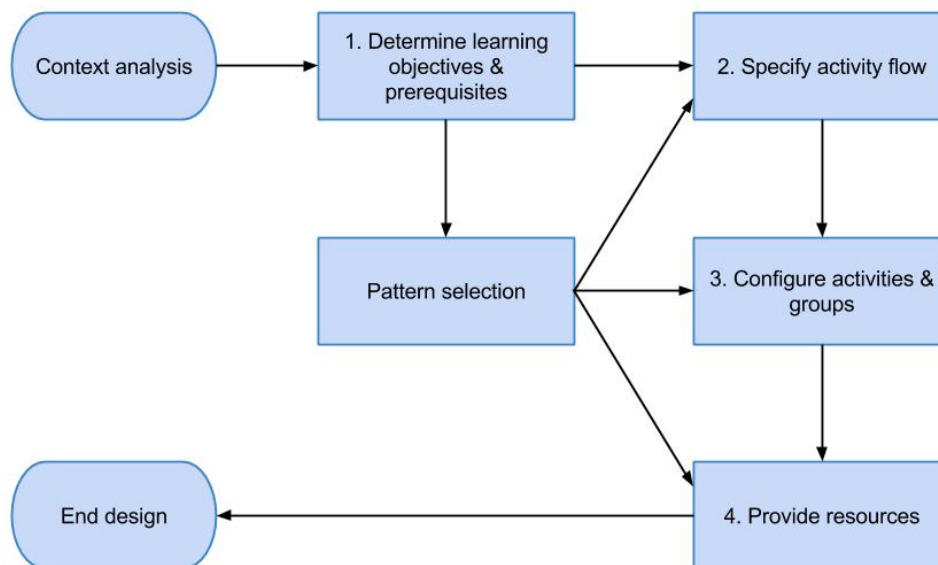 Context analysis
1. Determine learning
objectives &
prerequisites
2. Specify activity flow
Pattern selection
3. Configure activities &
groups
End design
4. Provide resources